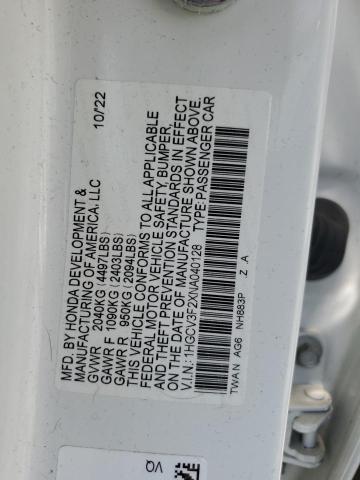 MFD. BY HONDA DEVELOPMENT &
MANUFACTURING OF AMERICA, LLC 10/22
GVWR 2040KG (4497LBS)
GAWR F 1090KG (2403LBS)
GAWR R 950KG (2094LBS)
THIS VEHICLE CONFORMS TO ALL APPLICABLE
FEDERAL MOTOR VEHICLE SAFETY, BUMPER,
AND THEFT PREVENTION STANDARDS IN EFFECT
ON THE DATE OF MANUFACTURE SHOWN ABOVE.
V.I.N.: 1HGCV3F2XNA040128 TYPE: PASSENGER CAR
TWAN AG6 NH883P Z A
VQ